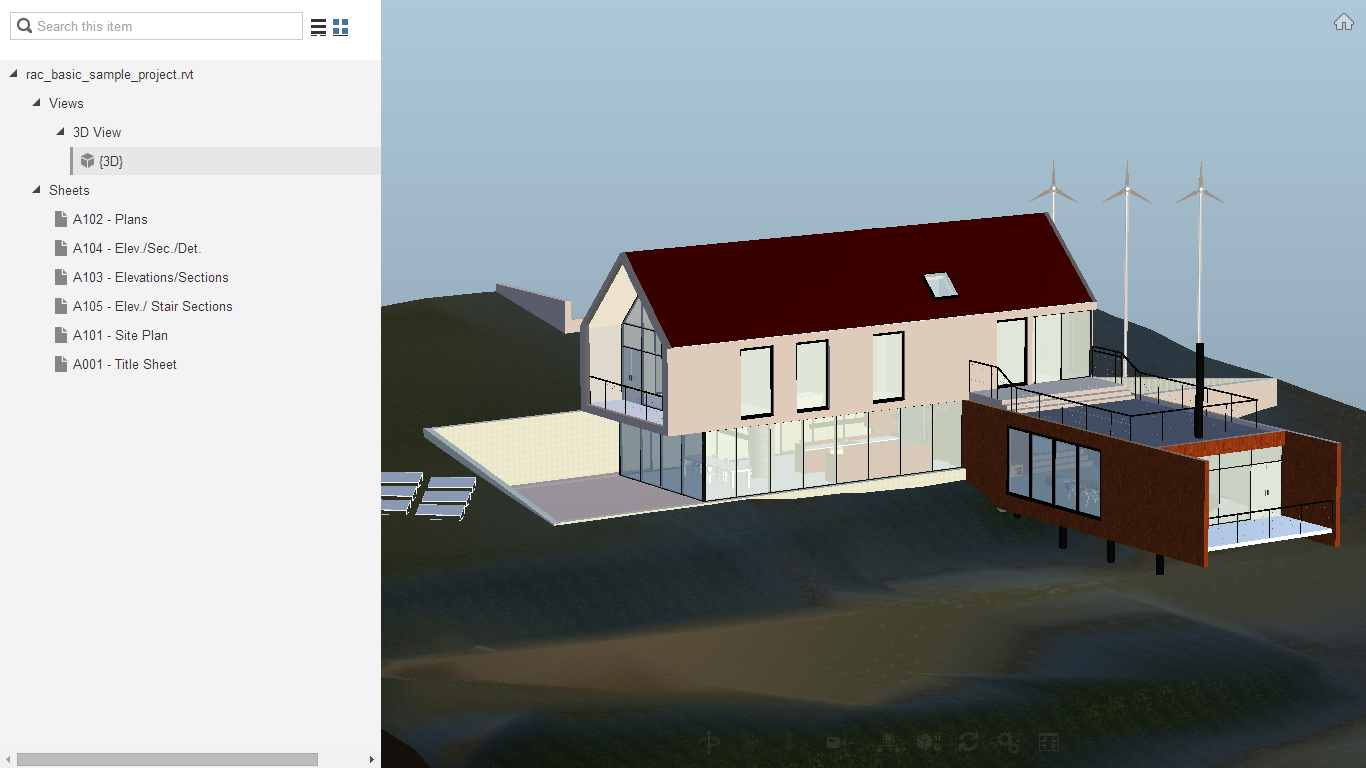 Search this item
rac_basic_sample_project.rvt
Views
3D View
{3D}
Sheets
A102 - Plans
A104 - Elev./Sec./Det.
A103 - Elevations/Sections
A105 - Elev./ Stair Sections
A101 - Site Plan
A001 - Title Sheet